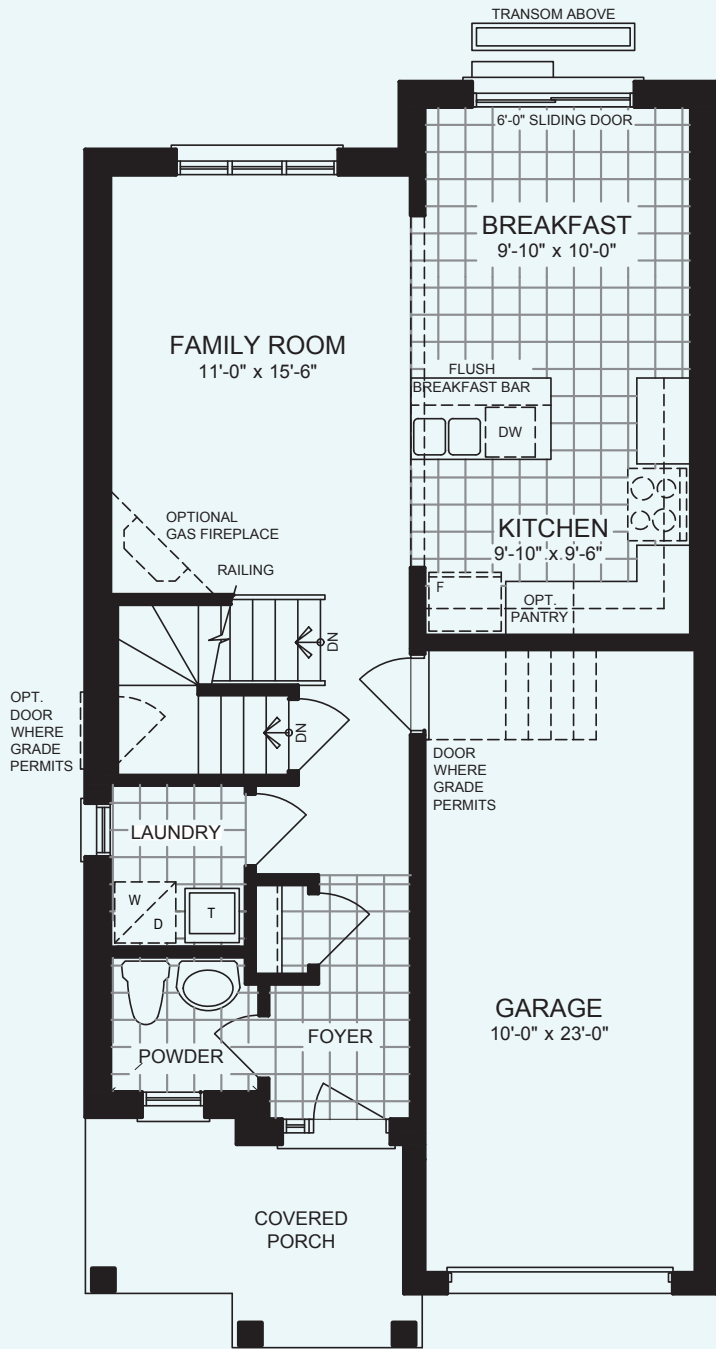 TRANSOM ABOVE
6'-0" SLIDING DOOR
BREAKFAST
9'-10" x 10'-0"
FAMILY ROOM
11'-0" x 15'-6"
FLUSH
BREAKFAST BAR
DW
OPTIONAL
GAS FIREPLACE
KITCHEN
9'-10" x 9'-6"
RAILING
F
OPT.
PANTRY
DN
OPT.
DOOR
WHERE
GRADE
PERMITS
DN
DOOR
WHERE
GRADE
PERMITS
LAUNDRY
W
D
T
GARAGE
10'-0" x 23'-0"
FOYER
POWDER
COVERED
PORCH